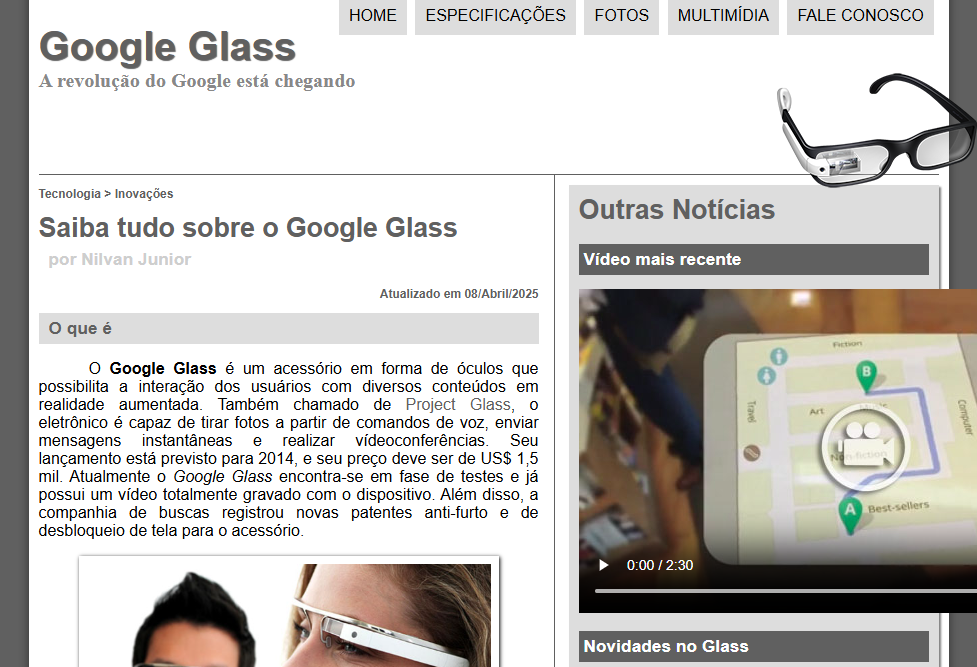 HOME ESPECIFICAÇÕES FOTOS MULTIMÍDIA FALE CONOSCO
Google Glass
A revolução do Google está chegando
Tecnologia > Inovações
Saiba tudo sobre o Google Glass
por Nilvan Junior
Atualizado em 08/Abril/2025
O que é
O Google Glass é um acessório em forma de óculos que
possibilita a interação dos usuários com diversos conteúdos em
realidade aumentada. Também chamado de Project Glass, o
eletrônico é capaz de tirar fotos a partir de comandos de voz, enviar
mensagens instantâneas e realizar vídeoconferências. Seu
lançamento está previsto para 2014, e seu preço deve ser de US$ 1,5
mil. Atualmente o Google Glass encontra-se em fase de testes e já
possui um vídeo totalmente gravado com o dispositivo. Além disso, a
companhia de buscas registrou novas patentes anti-furto e de
desbloqueio de tela para o acessório.
Outras Notícias
Vídeo mais recente
Fiction
B
Travel
Art
Computer
Non-fiction
A
Best-sellers
0:00 / 2:30
Novidades no Glass